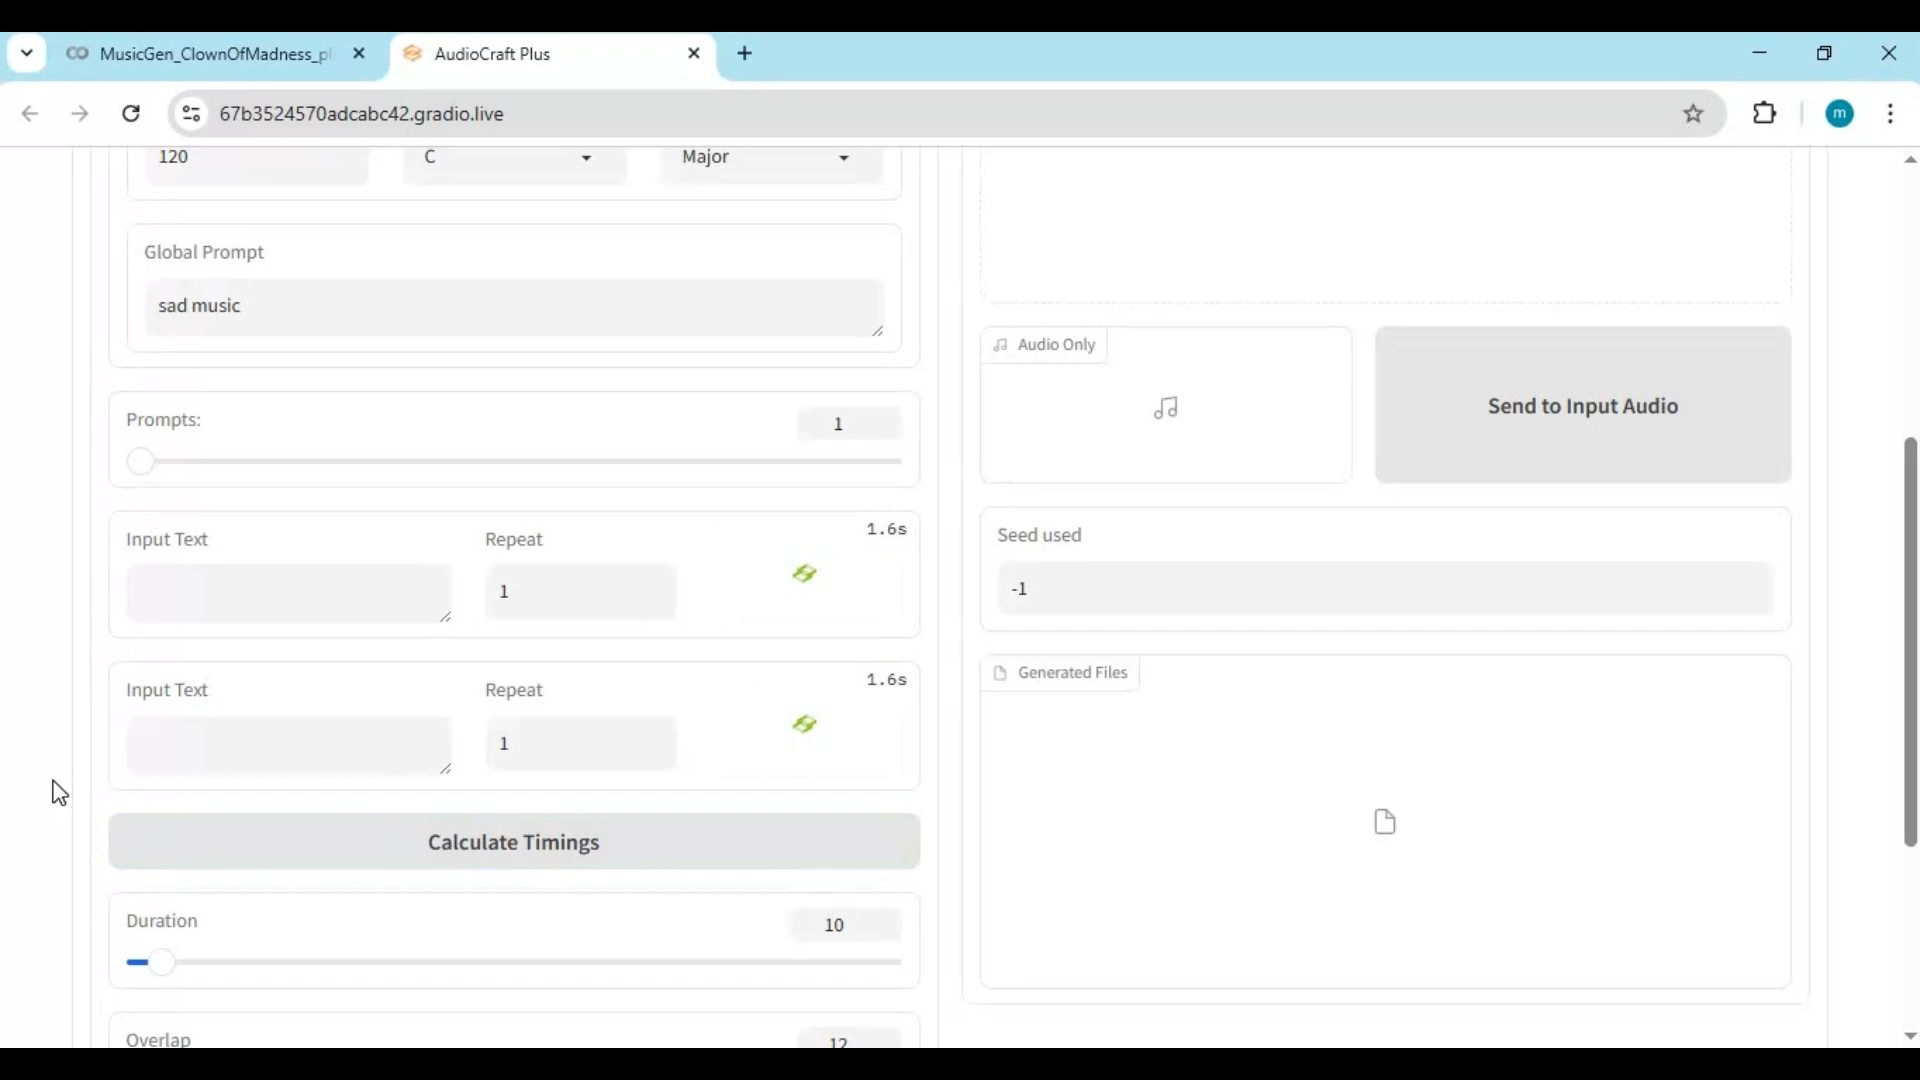 MusicGen_ClownOfMadness_pl
AudioCraft Plus
67b3524570adcabc42.gradio.live
m
120
C
Major
Global Prompt
sad music
Prompts:
1
Input Text
Repeat
1.6s
1
Input Text
Repeat
1.6s
1
Calculate Timings
Duration
10
Overlap
12
Audio Only
Send to Input Audio
Seed used
-1
Generated Files